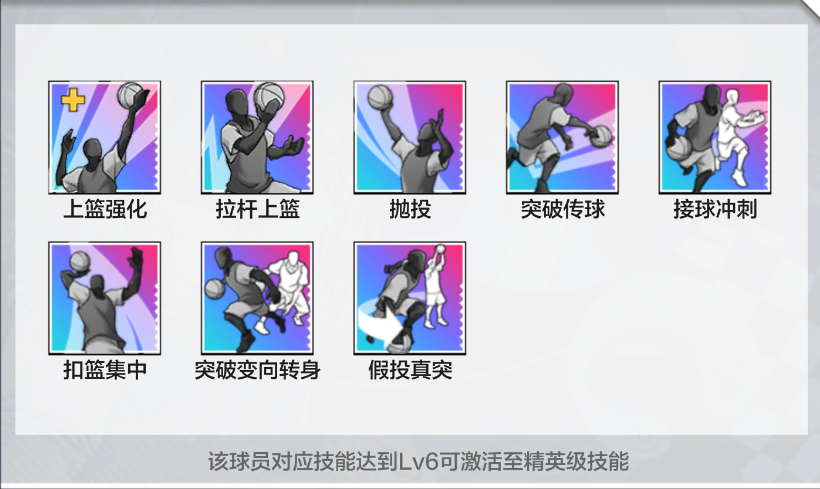 上篮强化
拉杆上篮
抛投
突破传球
接球冲刺
扣篮集中
突破变向转身
假投真突
该球员对应技能达到Lv6可激活至精英级技能